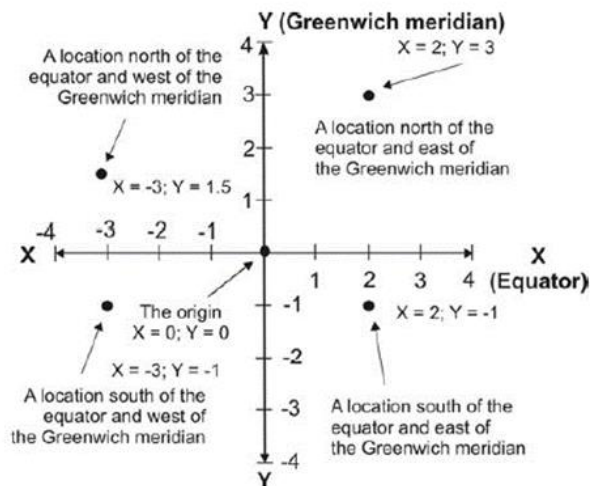 Y (Greenwich meridian)
X = 2; Y = 3
A location north of the
equator and west of the
Greenwich meridian
A location north of the
equator and east of
the Greenwich meridian
X = -3; Y = 1.5
4
3
2
1
-4
-3
-2
-1
X
X
(Equator)
1
2
3
4
The origin
X = 0; Y = 0
X = -3; Y = -1
X = 2; Y = -1
-1
-2
-3
-4
A location south of the
equator and west of
the Greenwich meridian
A location south of the
equator and east of
the Greenwich meridian
Y